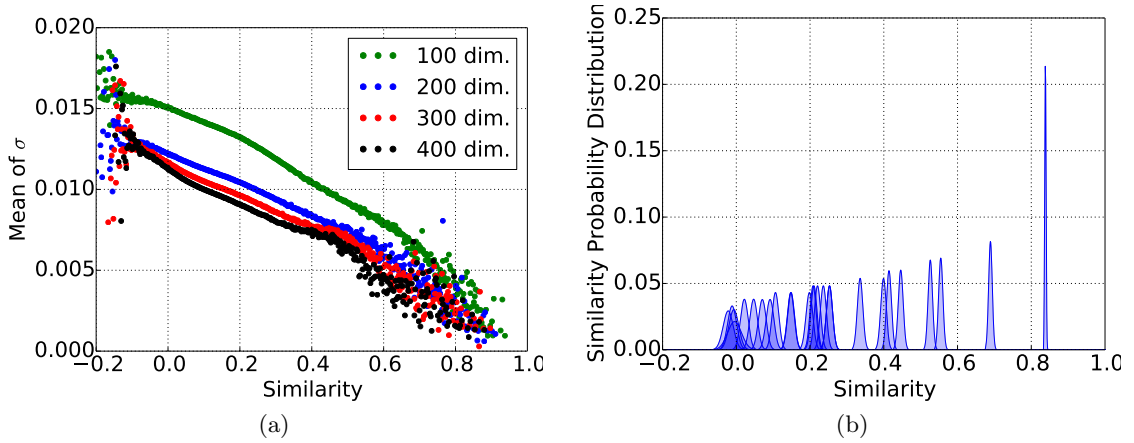 0.020
0.015
0.010
0.005
0.000
−0.2
0.0
0.2
0.4
0.6
0.8
1.0
Mean of σ
Similarity
100 dim.
200 dim.
300 dim.
400 dim.
(a)
0.25
0.20
0.15
0.10
0.05
0.00
−0.2
0.0
0.2
0.4
0.6
0.8
1.0
Similarity Probability Distribution
Similarity
(b)